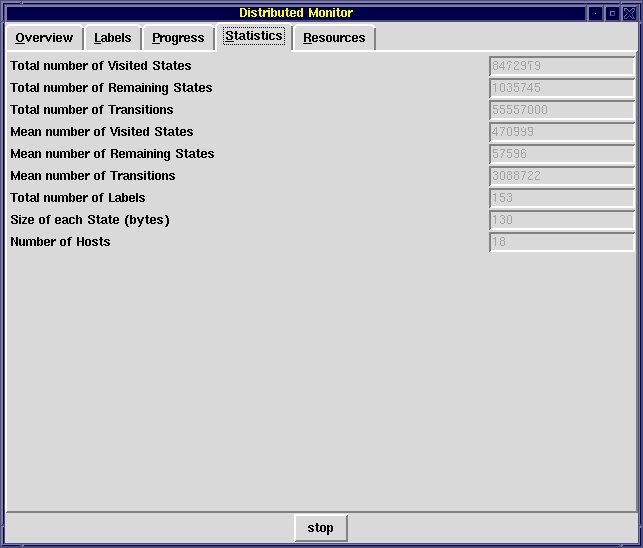 Distributed Monitor
Overview Labels Progress Statistics Resources
Total number of Visited States 8472979
Total number of Remaining States 1035745
Total number of Transitions 55557000
Mean number of Visited States 470999
Mean number of Remaining States 57596
Mean number of Transitions 3088722
Total number of Labels 153
Size of each State (bytes) 130
Number of Hosts 18
stop